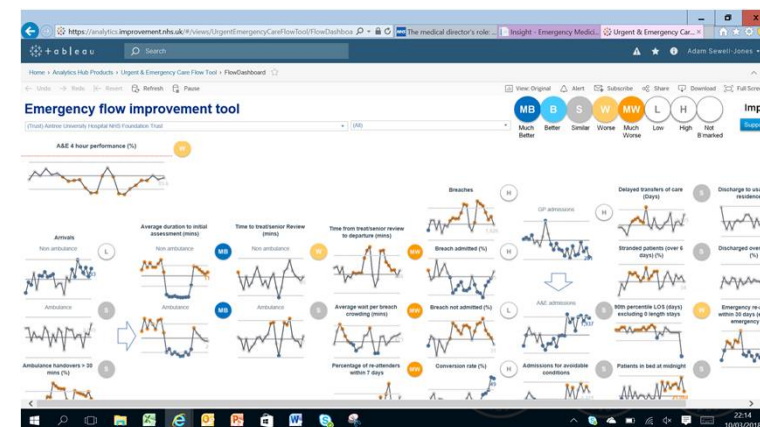 https://analytics.improvement.nhs.uk/#/views/UrgentEmergencyCareFlowTool/FlowDashboa
The medical director's role: ...
Insight - Emergency Medici...
Urgent & Emergency Car...
+ableau
Search
Adam Sewell-Jones
Home › Analytics Hub Products › Urgent & Emergency Care Flow Tool › FlowDashboard
Undo
Redo
Revert
Refresh
Pause
View: Original
Alert
Subscribe
Share
Download
Full Scree
Emergency flow improvement tool
(Trust) Aintree University Hospital NHS Foundation Trust
(All)
MB B S W MW L H
Much Better
Better
Similar
Worse
Much Worse
Low
High
Not B'marked
Imp
Suppo
A&E 4 hour performance (%)
W
Breaches
H
GP admissions
H
Delayed transfers of care (Days)
S
Discharge to usu
residence
Arrivals
Non ambulance
L
Average duration to initial assessment (mins)
Non ambulance
MB
Time to treat/senior Review (mins)
Non ambulance
W
Time from treat/senior review to departure (mins)
MW
Breach admitted (%)
H
Stranded patients (over 6 days) (%)
S
Discharged over
(%)
Ambulance
S
Ambulance
MB
Ambulance
S
Average wait per breach crowding (mins)
MW
Breach not admitted (%)
L
A&E admissions
S
90th percentile LOS (days) excluding 0 length stays
W
Emergency re-
within 30 days (e
emergency
Ambulance handovers > 30 mins (%)
S
Percentage of re-attenders within 7 days
MW
Conversion rate (%)
H
Admissions for avoidable conditions
S
Patients in bed at midnight
S
22:14
10/03/2018